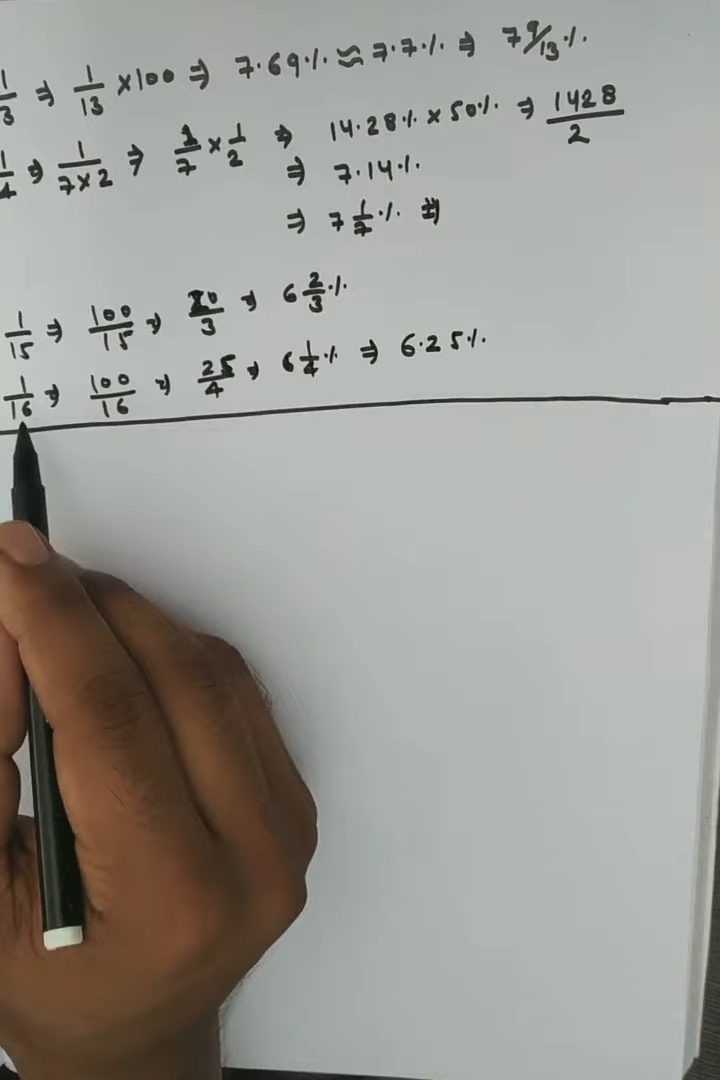 1/3 ⇒ 1/13 ×100 ⇒ 7.69% ≈ 7.7% ⇒ 7 9/13 %
1/4 ⇒ 1/7×2 ⇒ 1/7 × 1/2 ⇒ 14.28% × 50% ⇒ 1428/2
⇒ 7.14%
⇒ 7 1/7 %
1/15 ⇒ 100/15 ⇒ 20/3 ⇒ 6 2/3 %
1/16 ⇒ 100/16 ⇒ 25/4 ⇒ 6 1/4 % ⇒ 6.25%